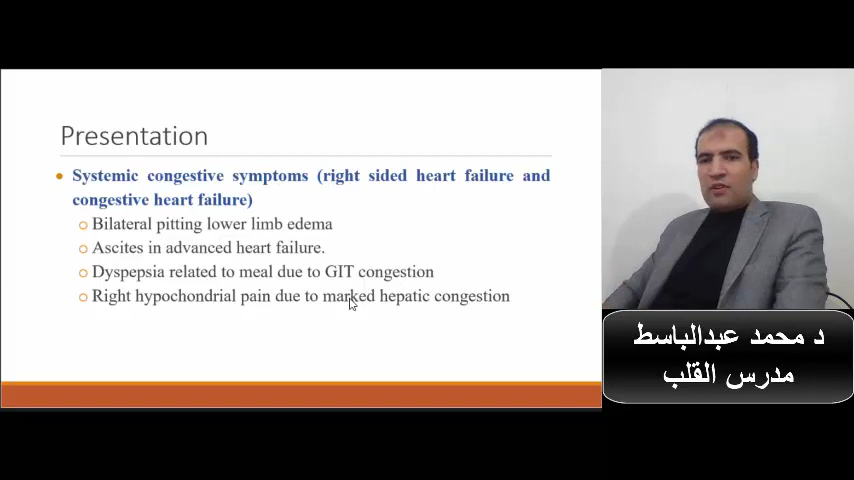 Presentation
Systemic congestive symptoms (right sided heart failure and
congestive heart failure)
Bilateral pitting lower limb edema
Ascites in advanced heart failure.
Dyspepsia related to meal due to GIT congestion
Right hypochondrial pain due to marked hepatic congestion
د محمد عبدالباسط
مدرس القلب